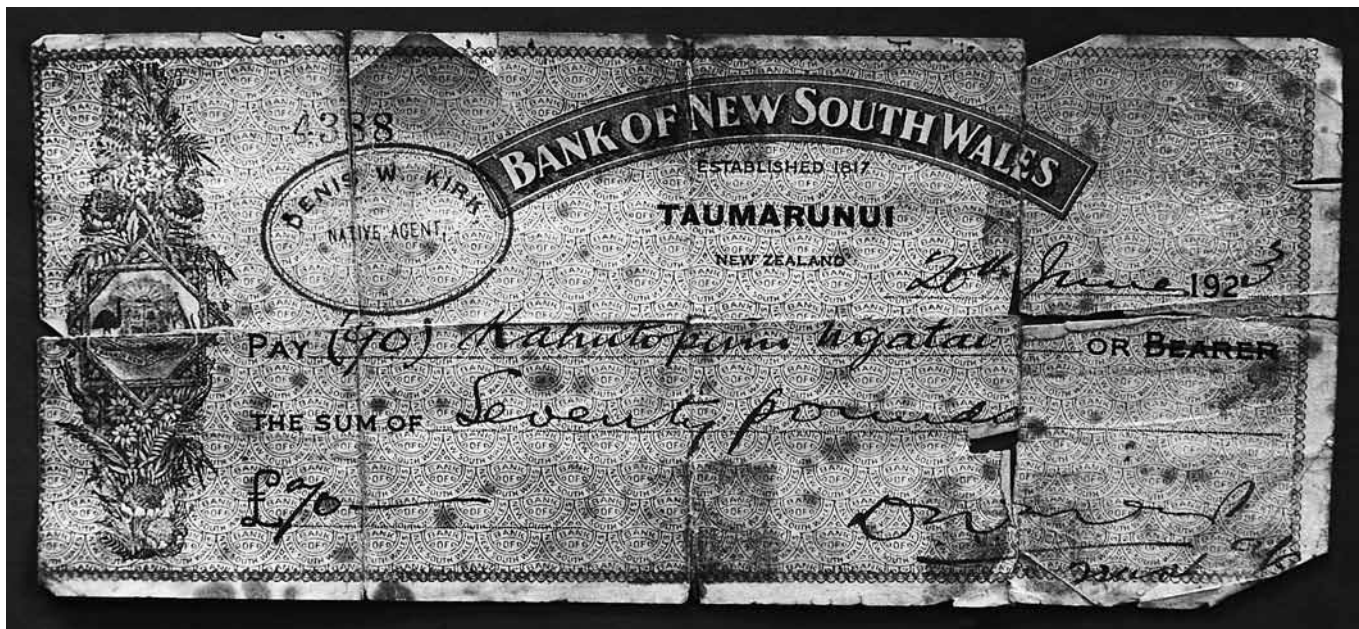 4388
BANK OF NEW SOUTH WALES
ESTABLISHED 1817
DENIS W. KIRK,
NATIVE AGENT.
TAUMARUNUI
NEW ZEALAND
20th June 1923
PAY (90) Kahutopuni Ngatai OR BEARER
THE SUM OF Seventy pounds
£70